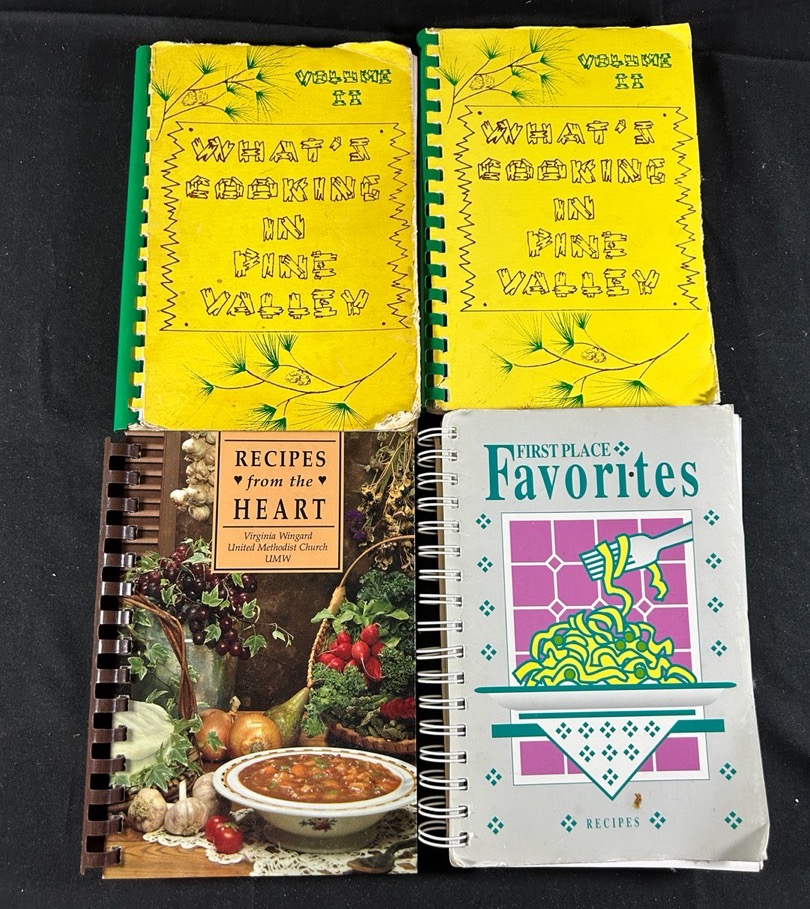 VOLUME
II
WHAT'S
COOKING
IN
PINE
VALLEY
VOLUME
II
WHAT'S
COOKING
IN
PINE
VALLEY
RECIPES
♥ from the ♥
HEART
Virginia Wingard
United Methodist Church
UMW
FIRST PLACE
Favorites
RECIPES